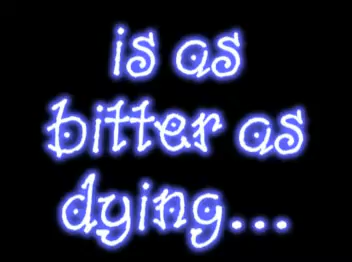 is as
bitter as
dying...